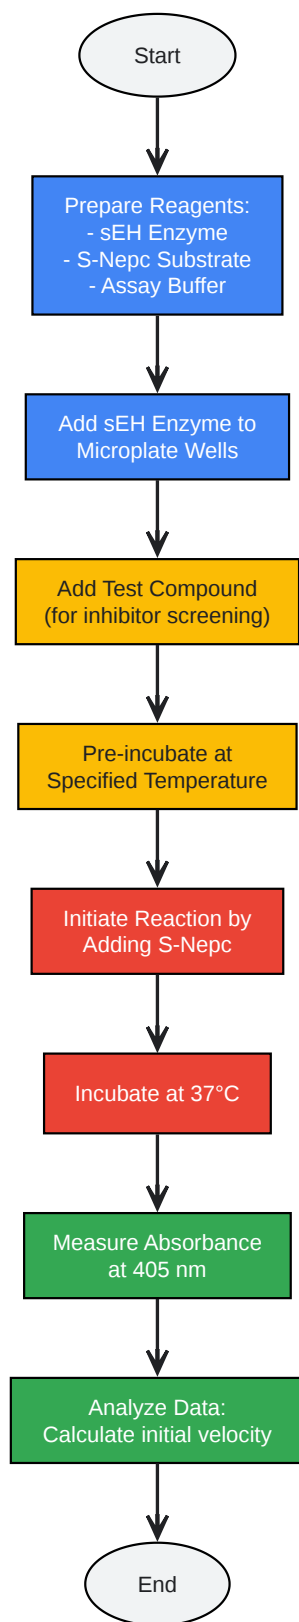 Start
Prepare Reagents:
- sEH Enzyme
- S-Nepc Substrate
- Assay Buffer
Add sEH Enzyme to
Microplate Wells
Add Test Compound
(for inhibitor screening)
Pre-incubate at
Specified Temperature
Initiate Reaction by
Adding S-Nepc
Incubate at 37°C
Measure Absorbance
at 405 nm
Analyze Data:
Calculate initial velocity
End